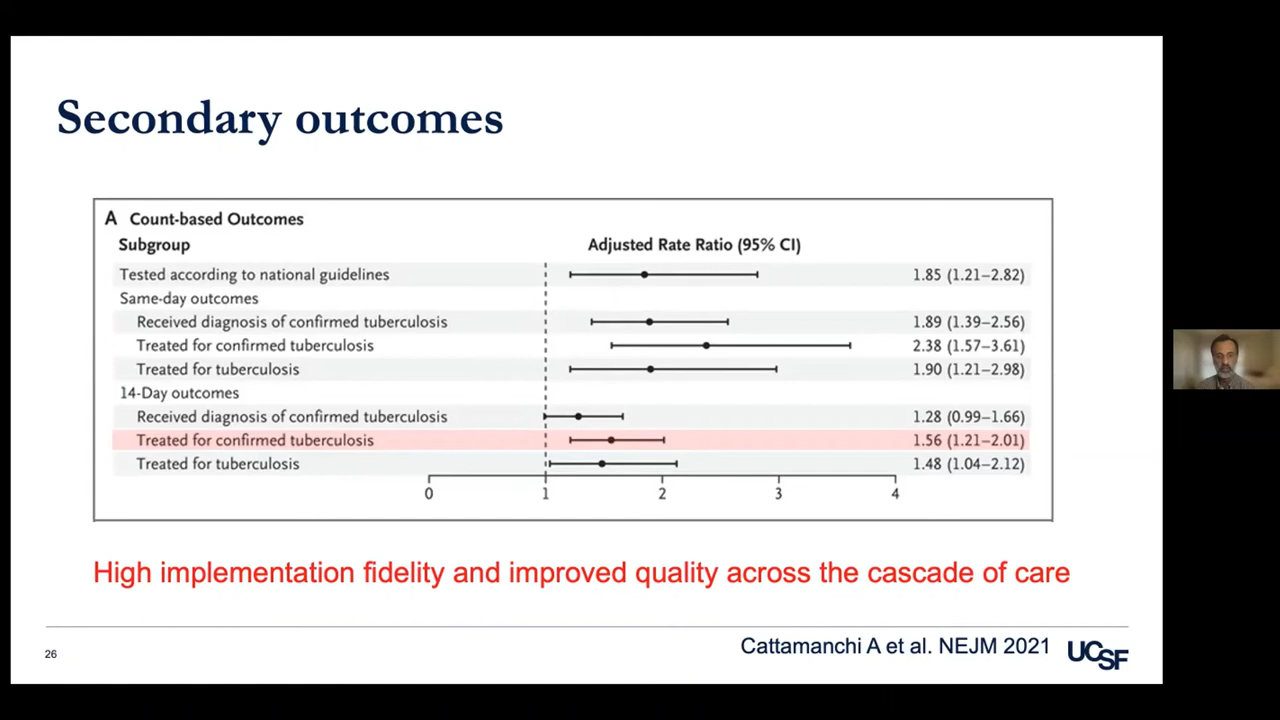 Secondary outcomes
A Count-based Outcomes
Subgroup Adjusted Rate Ratio (95% CI)
Tested according to national guidelines 1.85 (1.21–2.82)
Same-day outcomes
Received diagnosis of confirmed tuberculosis 1.89 (1.39–2.56)
Treated for confirmed tuberculosis 2.38 (1.57–3.61)
Treated for tuberculosis 1.90 (1.21–2.98)
14-Day outcomes
Received diagnosis of confirmed tuberculosis 1.28 (0.99–1.66)
Treated for confirmed tuberculosis 1.56 (1.21–2.01)
Treated for tuberculosis 1.48 (1.04–2.12)
0 1 2 3 4
High implementation fidelity and improved quality across the cascade of care
Cattamanchi A et al. NEJM 2021
26
UCSF